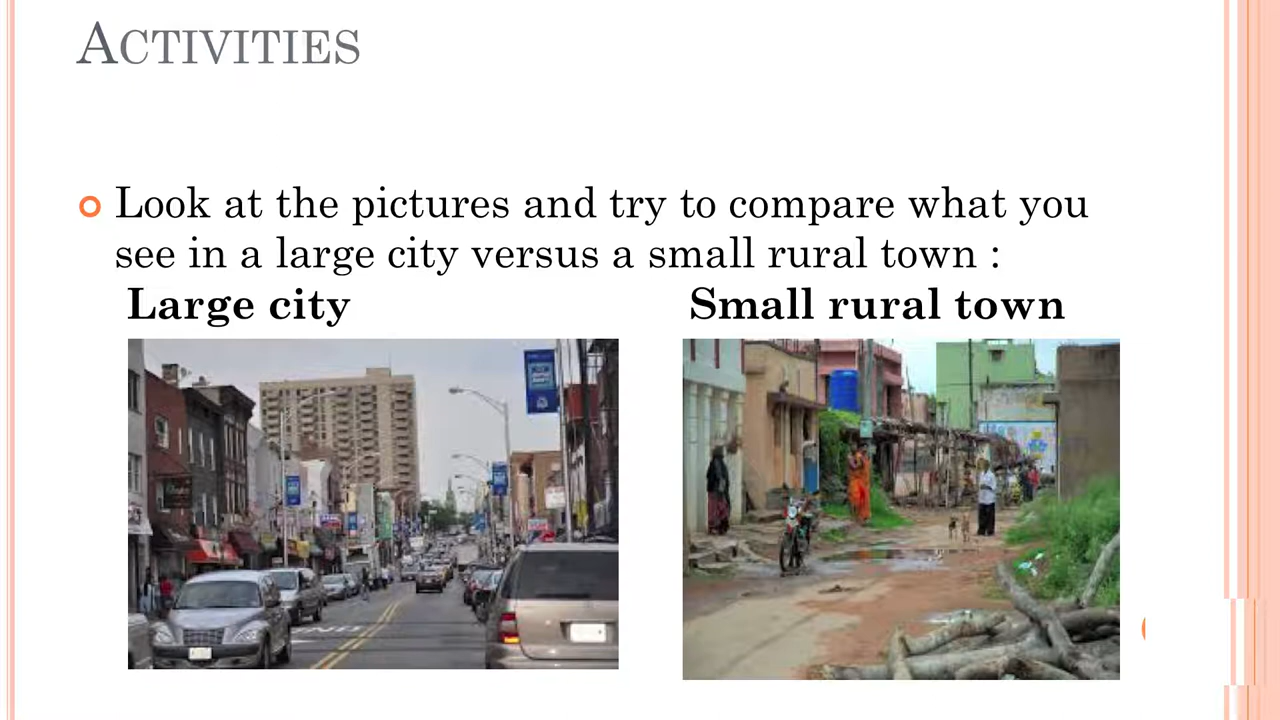 ACTIVITIES
Look at the pictures and try to compare what you
see in a large city versus a small rural town :
Large city
Small rural town